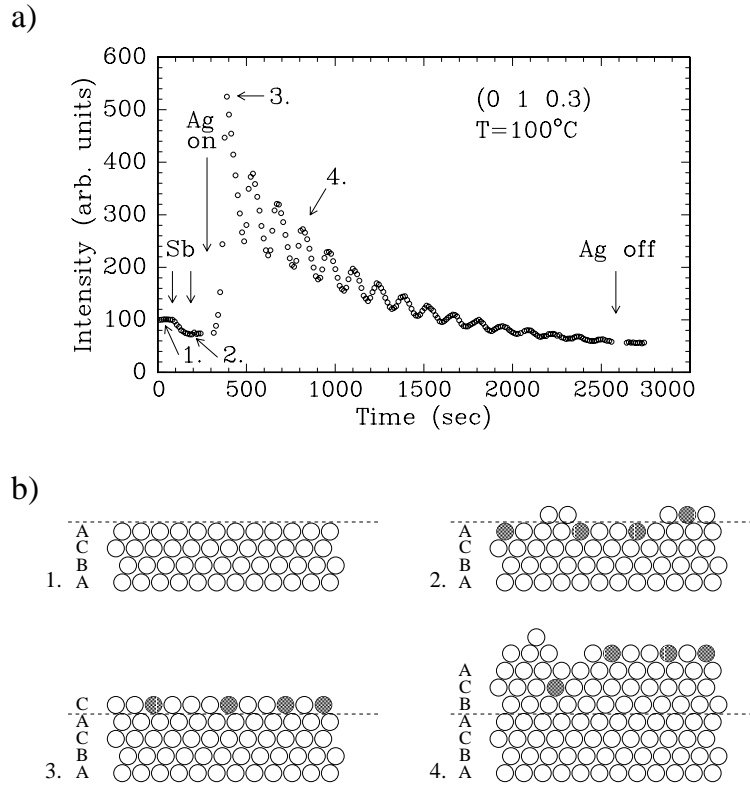 a)
600
500
400
300
200
100
0
Intensity (arb. units)
0 500 1000 1500 2000 2500 3000
Time (sec)
(0 1 0.3)
T=100°C
Ag
on
3.
4.
Sb
Ag off
1.
2.
b)
A
C
B
1. A
A
C
B
2. A
C
A
C
B
3. A
A
C
B
A
C
B
4. A